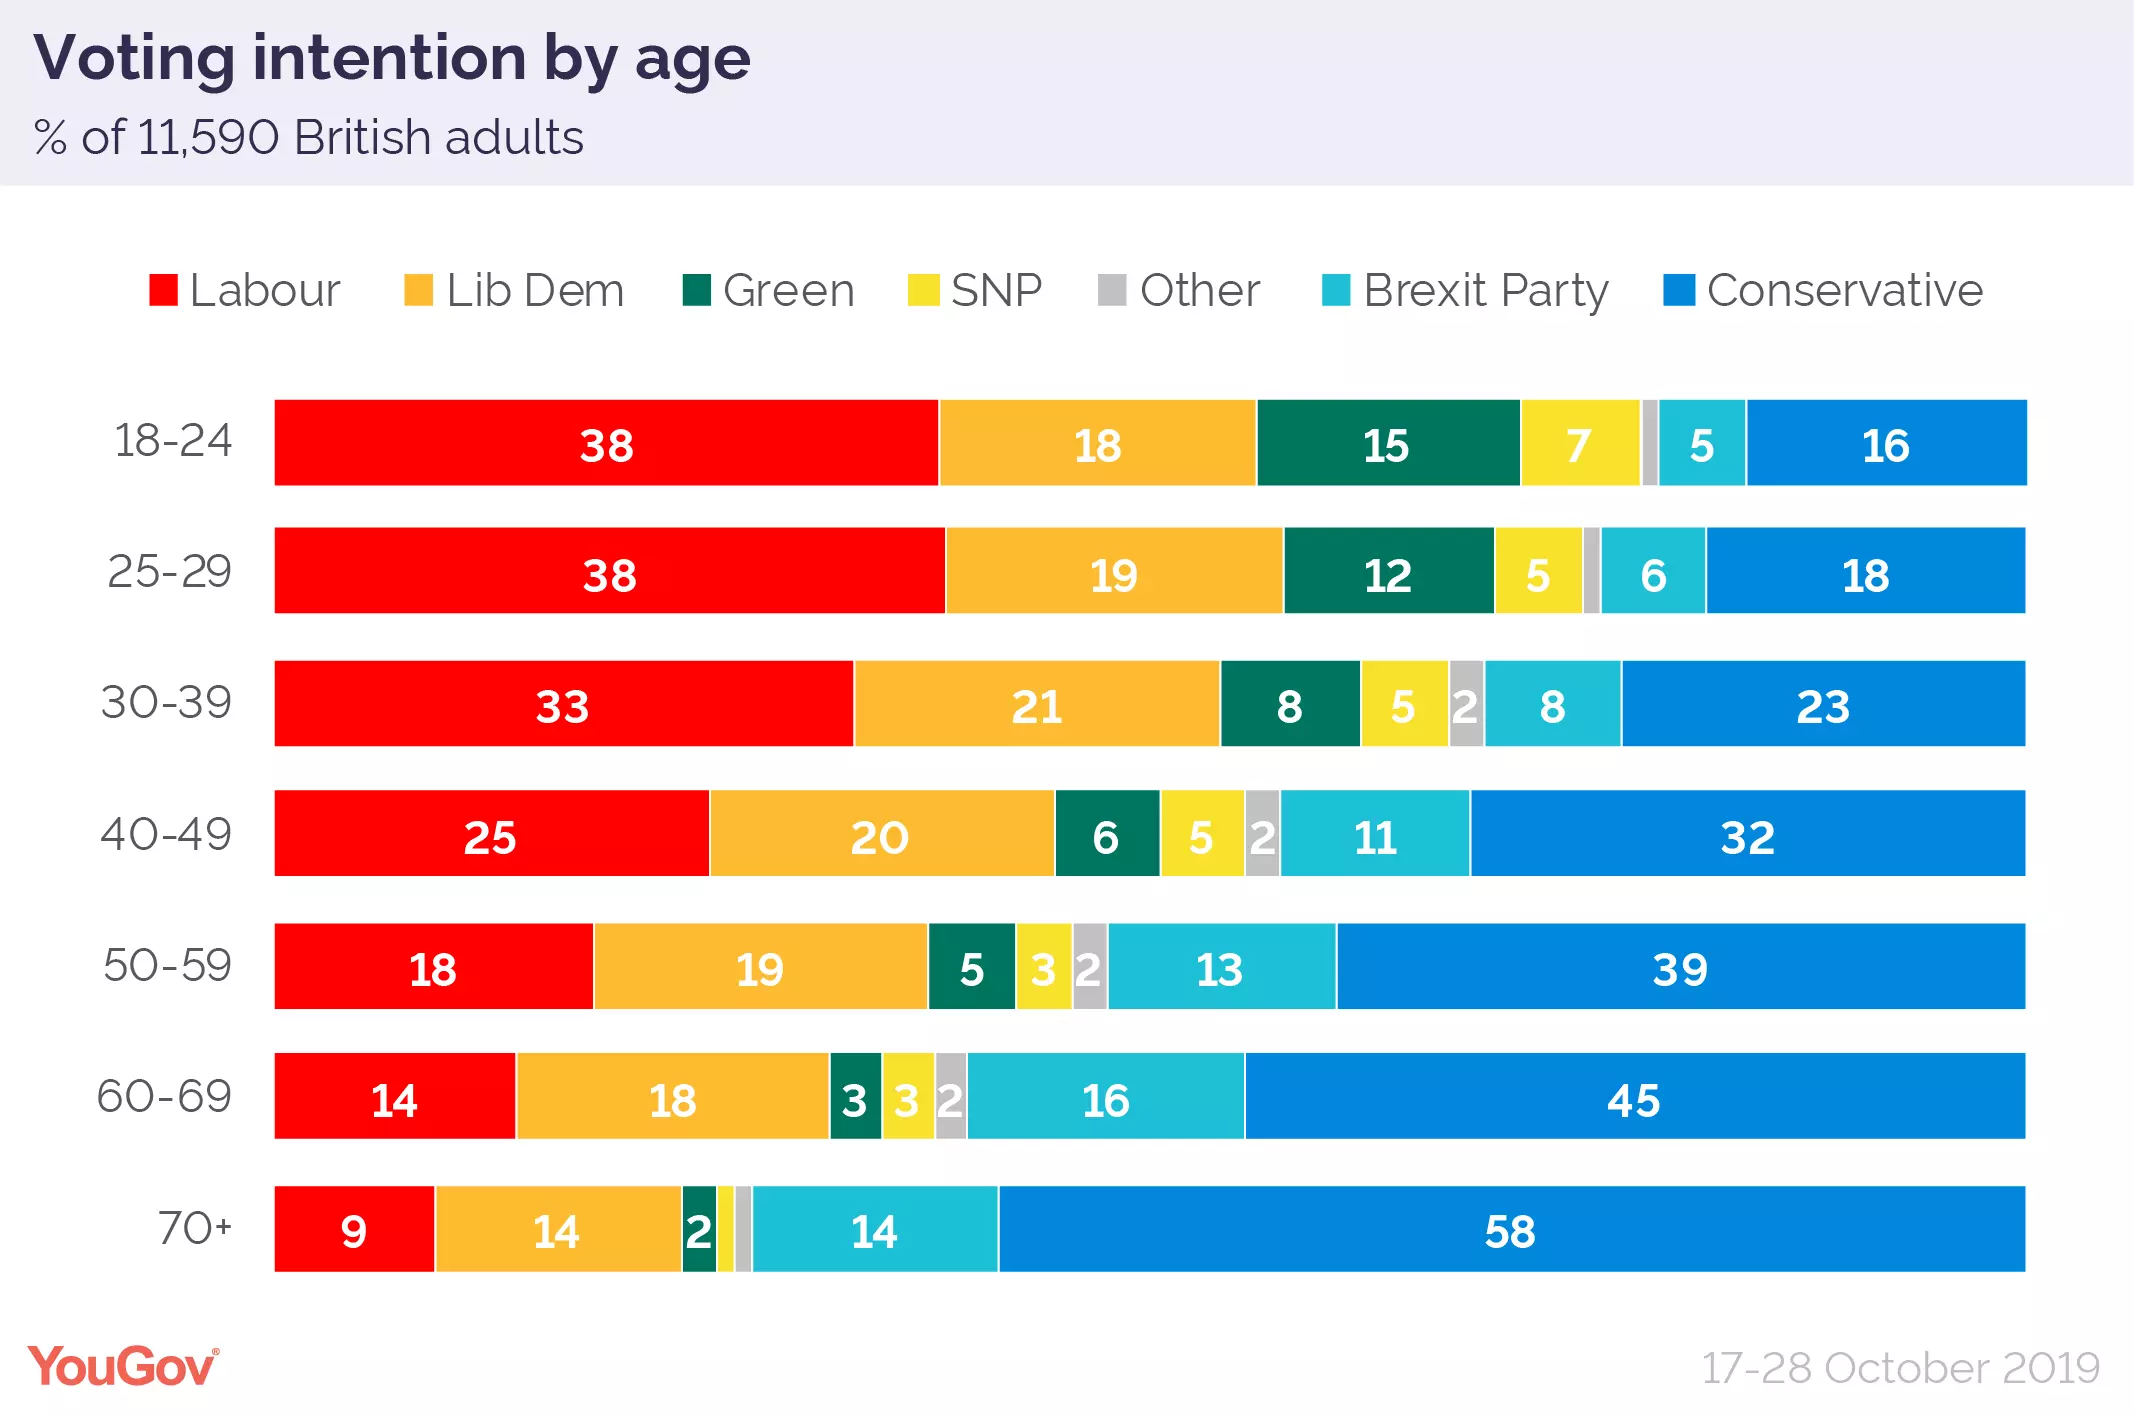 Voting intention by age
% of 11,590 British adults
Labour Lib Dem Green SNP Other Brexit Party Conservative
18-24 38 18 15 7 5 16
25-29 38 19 12 5 6 18
30-39 33 21 8 5 2 8 23
40-49 25 20 6 5 2 11 32
50-59 18 19 5 3 2 13 39
60-69 14 18 3 3 2 16 45
70+ 9 14 2 14 58
YouGov® 17-28 October 2019